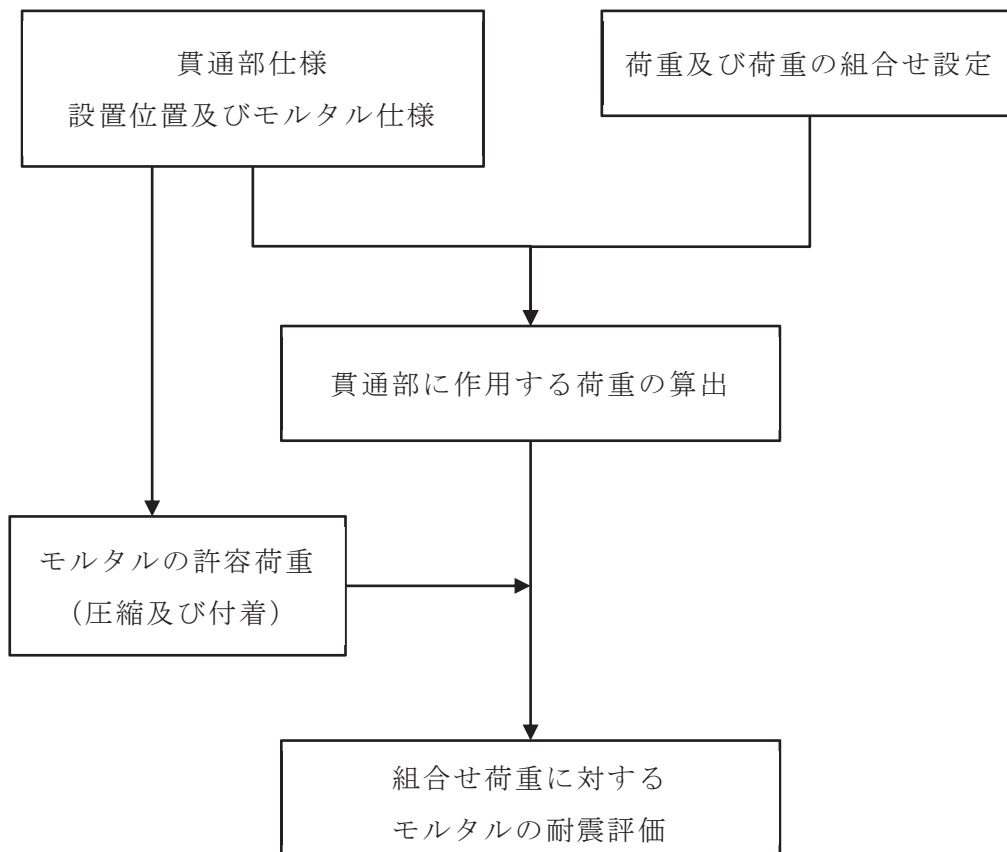 貫通部仕様
設置位置及びモルタル仕様
荷重及び荷重の組合せ設定
貫通部に作用する荷重の算出
モルタルの許容荷重
（圧縮及び付着）
組合せ荷重に対する
モルタルの耐震評価